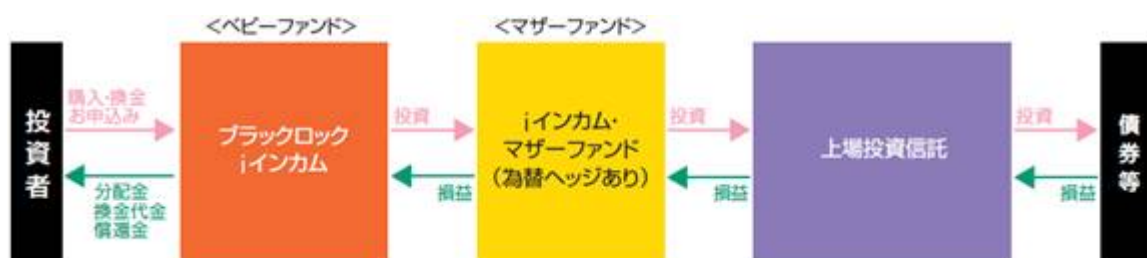 <ベビーファンド>
<マザーファンド>
投資者
購入・換金
お申込み
分配金
換金代金
償還金
ブラックロック
iインカム
投資
損益
iインカム・
マザーファンド
(為替ヘッジあり)
投資
損益
上場投資信託
投資
損益
債券等